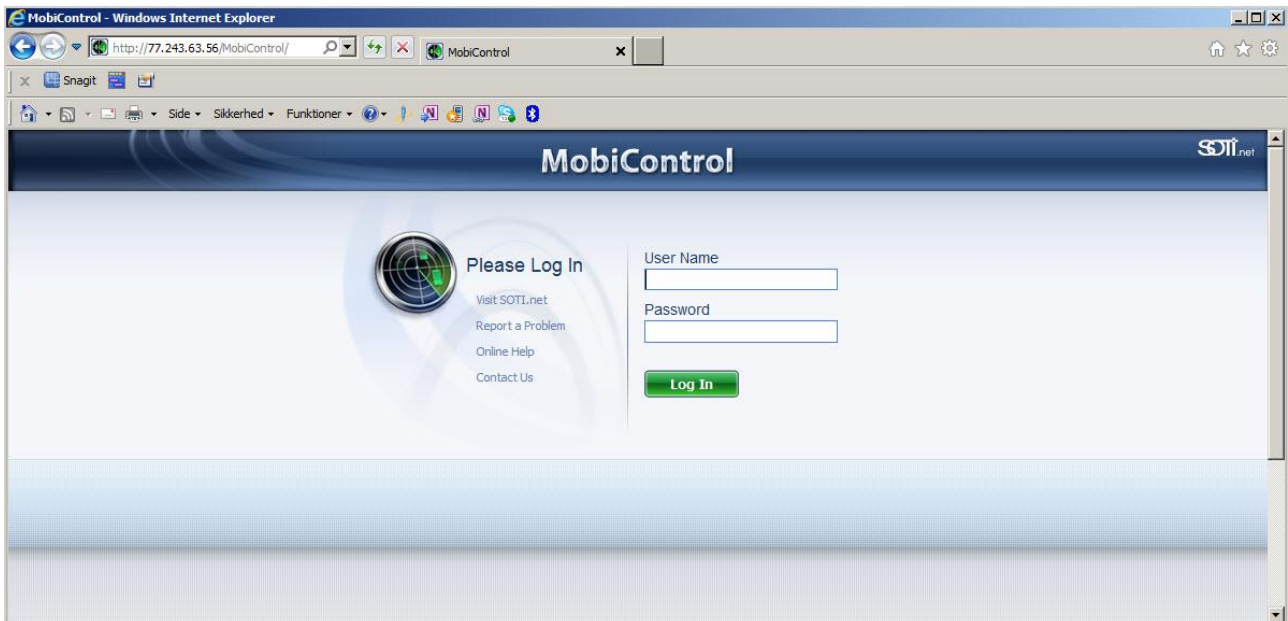 MobiControl - Windows Internet Explorer
http://77.243.63.56/MobiControl/
MobiControl
x Snagit
Side Sikkerhed Funktioner
MobiControl
SOTI.net
Please Log In
Visit SOTI.net
Report a Problem
Online Help
Contact Us
User Name
Password
Log In